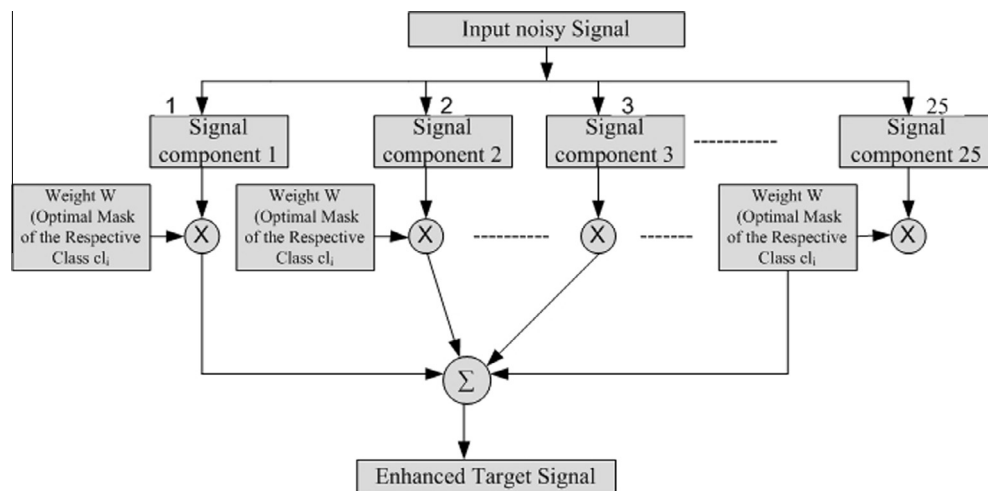 Input noisy Signal
1
2
3
25
Signal
component 1
Signal
component 2
Signal
component 3
Signal
component 25
Weight W
(Optimal Mask
of the Respective
Class clᵢ
X
Weight W
(Optimal Mask
of the Respective
Class clᵢ
X
X
Weight W
(Optimal Mask
of the Respective
Class clᵢ
X
Σ
Enhanced Target Signal